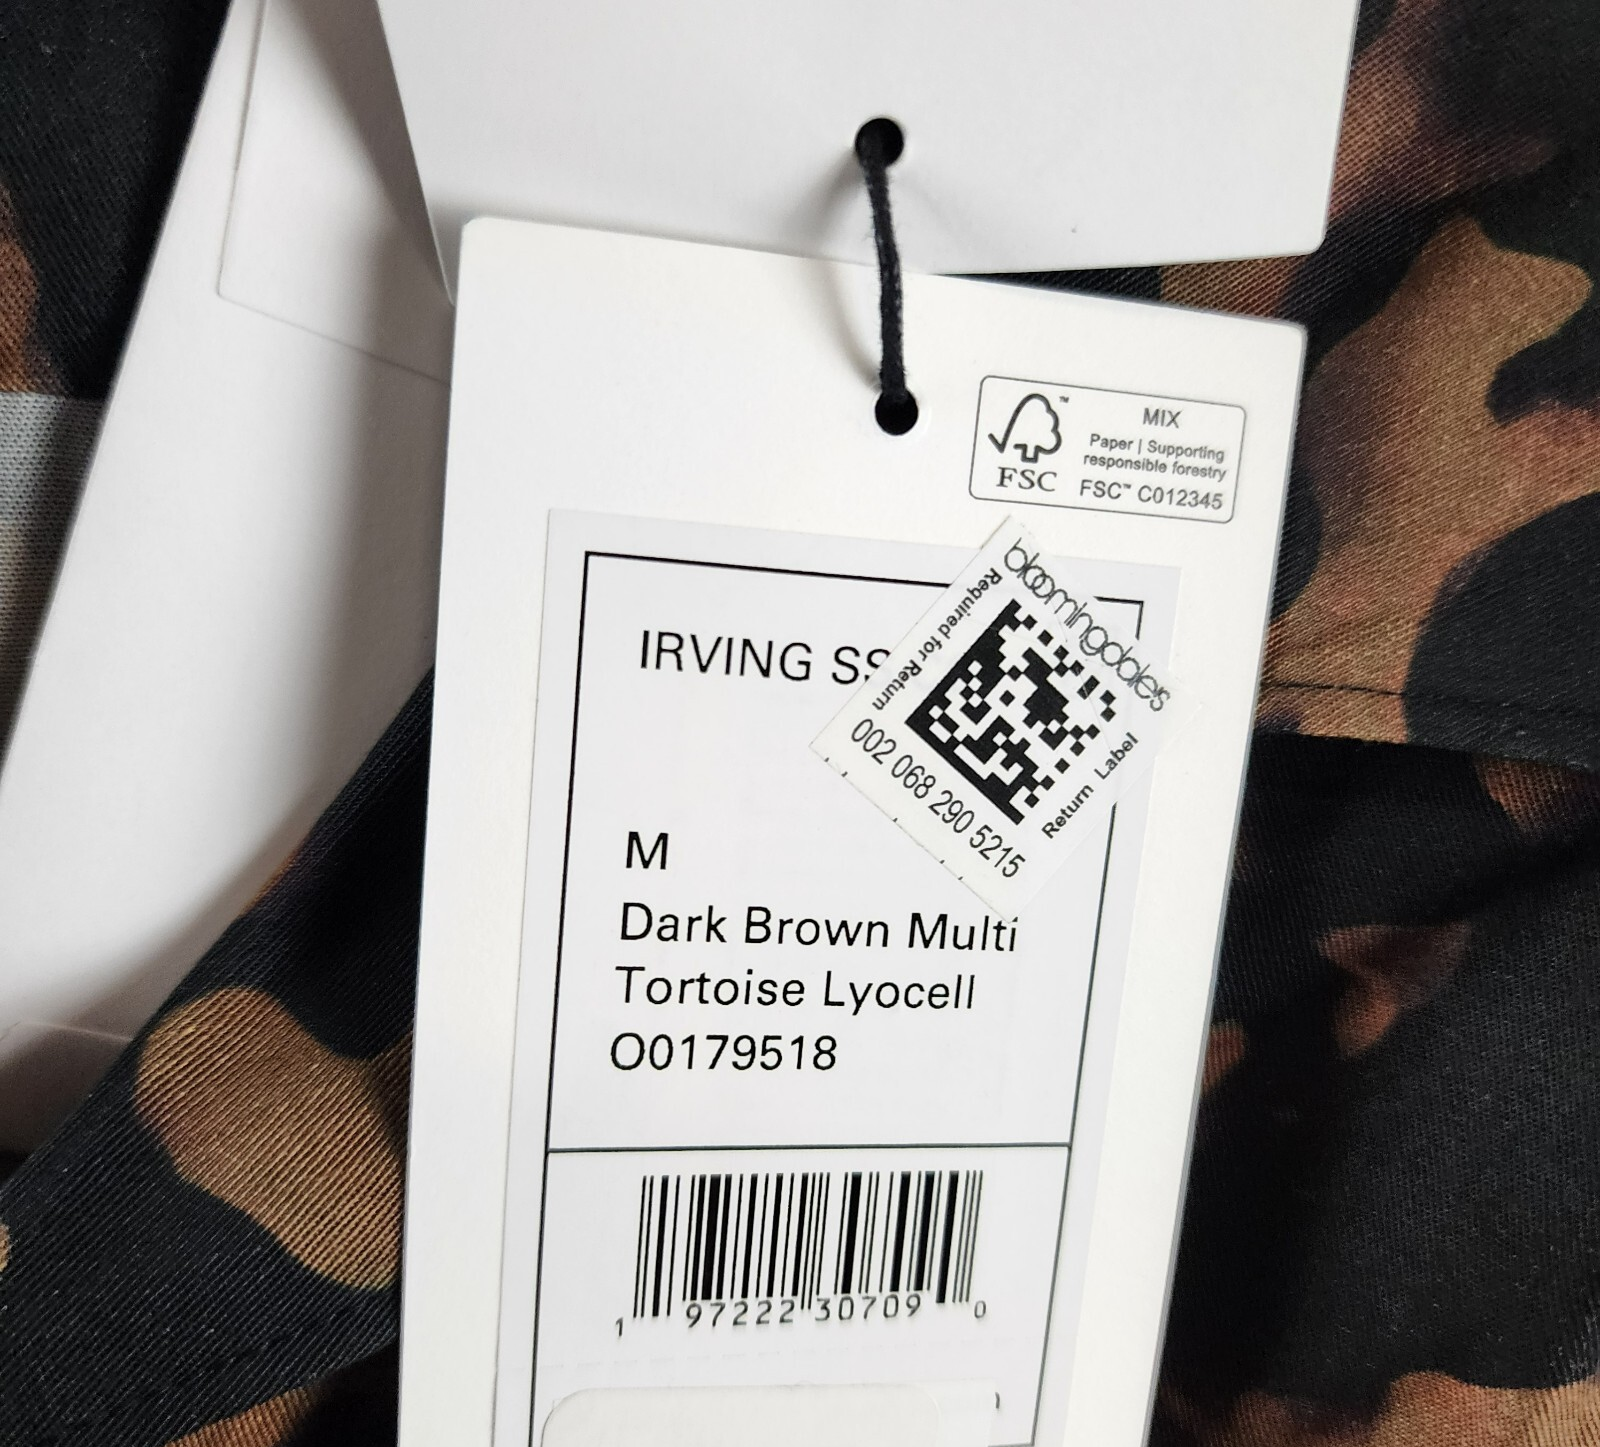 MIX
Paper | Supporting
responsible forestry
FSC™ C012345
FSC
bloomingdales
Required for Return
Return Label
002 068 290 5215
IRVING SS
M
Dark Brown Multi
Tortoise Lyocell
O0179518
1 97222 30709 0